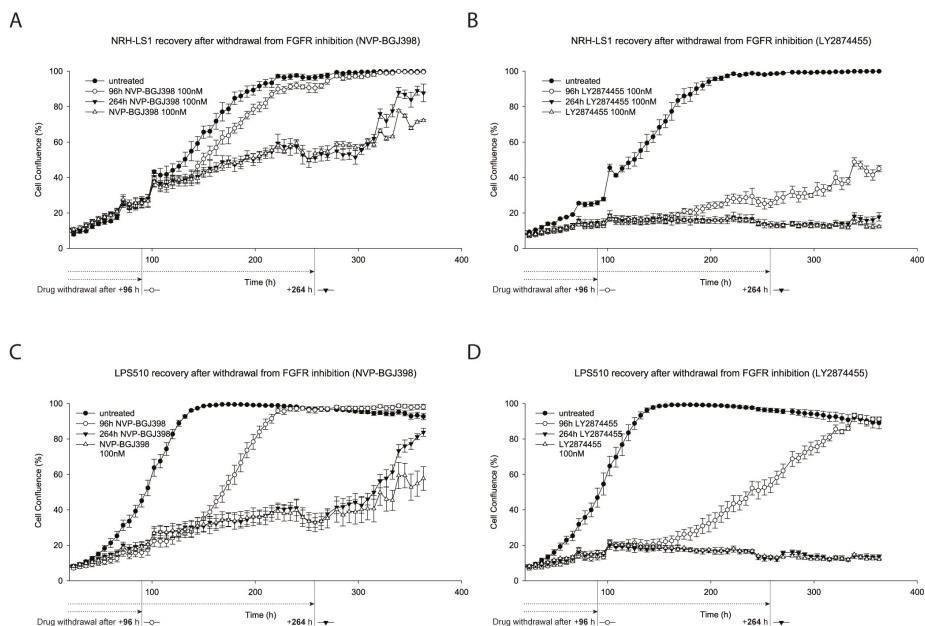 A
NRH-LS1 recovery after withdrawal from FGFR inhibition (NVP-BGJ398)
100
80
60
40
20
0
Cell Confluence (%)
untreated
96h NVP-BGJ398 100nM
264h NVP-BGJ398 100nM
NVP-BGJ398 100nM
100
200
300
400
Time (h)
Drug withdrawal after +96 h
+264 h
B
NRH-LS1 recovery after withdrawal from FGFR inhibition (LY2874455)
100
80
60
40
20
0
Cell Confluence (%)
untreated
96h LY2874455 100nM
264h LY2874455 100nM
LY2874455 100nM
100
200
300
400
Time (h)
Drug withdrawal after +96 h
+264 h
C
LPS510 recovery after withdrawal from FGFR inhibition (NVP-BGJ398)
100
80
60
40
20
0
Cell Confluence (%)
untreated
96h NVP-BGJ398
264h NVP-BGJ398
NVP-BGJ398
100nM
100
200
300
400
Time (h)
Drug withdrawal after +96 h
+264 h
D
LPS510 recovery after withdrawal from FGFR inhibition (LY2874455)
100
80
60
40
20
0
Cell Confluence (%)
untreated
96h LY2874455
264h LY2874455
LY2874455
100nM
100
200
300
400
Time (h)
Drug withdrawal after +96 h
+264 h